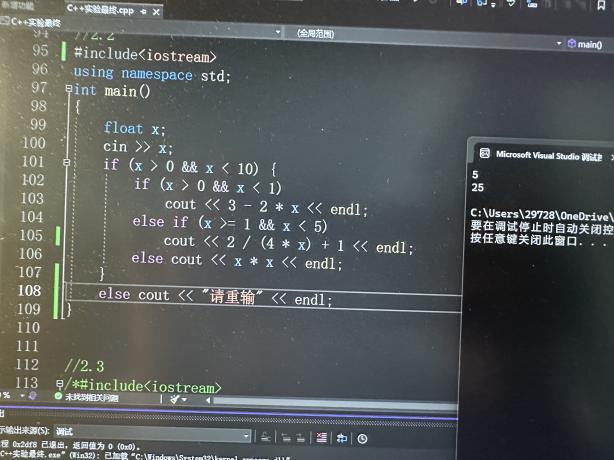 C++实验最终.cpp
C++实验最终
(全局范围)
main()
94 //2.2
95 #include<iostream>
96 using namespace std;
97 int main()
98 {
99 float x;
100 cin >> x;
101 if (x > 0 && x < 10) {
102 if (x > 0 && x < 1)
103 cout << 3 - 2 * x << endl;
104 else if (x >= 1 && x < 5)
105 cout << 2 / (4 * x) + 1 << endl;
106 else cout << x * x << endl;
107 }
108 else cout << "请重输" << endl;
109 }
110
111
112 //2.3
113 /*#include<iostream>
Microsoft Visual Studio 调试
5
25
C:\Users\29728\OneDrive\
要在调试停止时自动关闭控
按任意键关闭此窗口. . .
%
未找到相关问题
示输出来源(S): 调试
程 0x2df8 已退出，返回值为 0 (0x0)。
C++实验最终.exe" (Win32): 已加载 "C:\Windows\System32\kernel